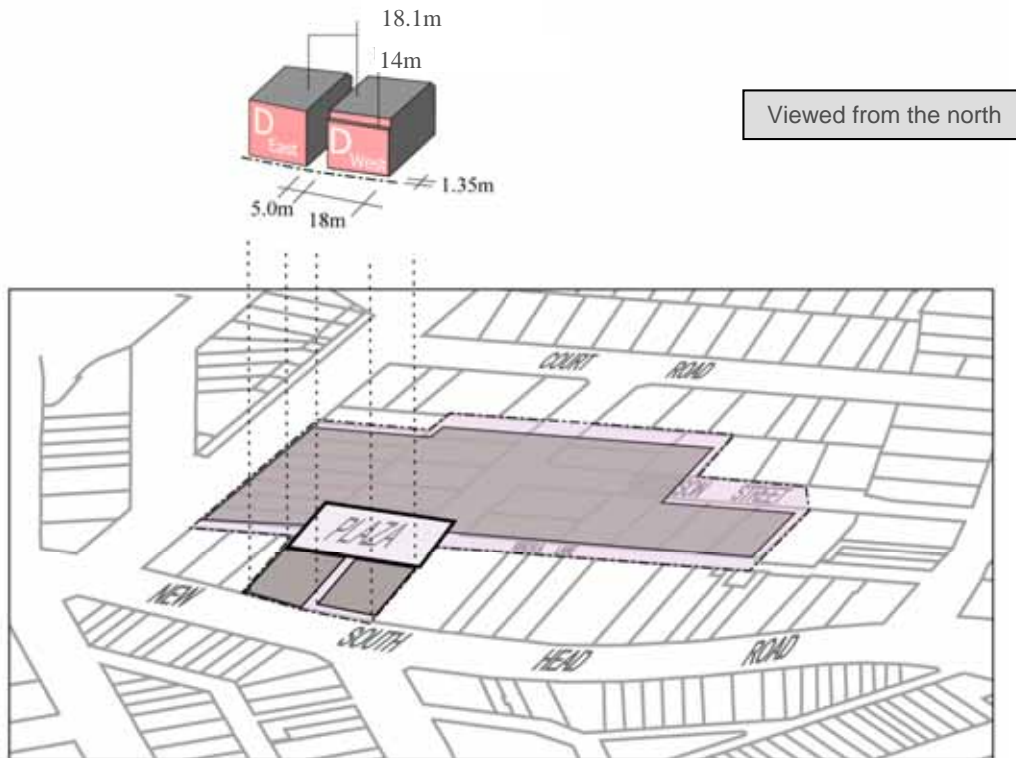 18.1m
14m
Viewed from the north
D
East
D
West
1.35m
5.0m
18m
COURT ROAD
STREET
PLAZA
NEW SOUTH HEAD ROAD